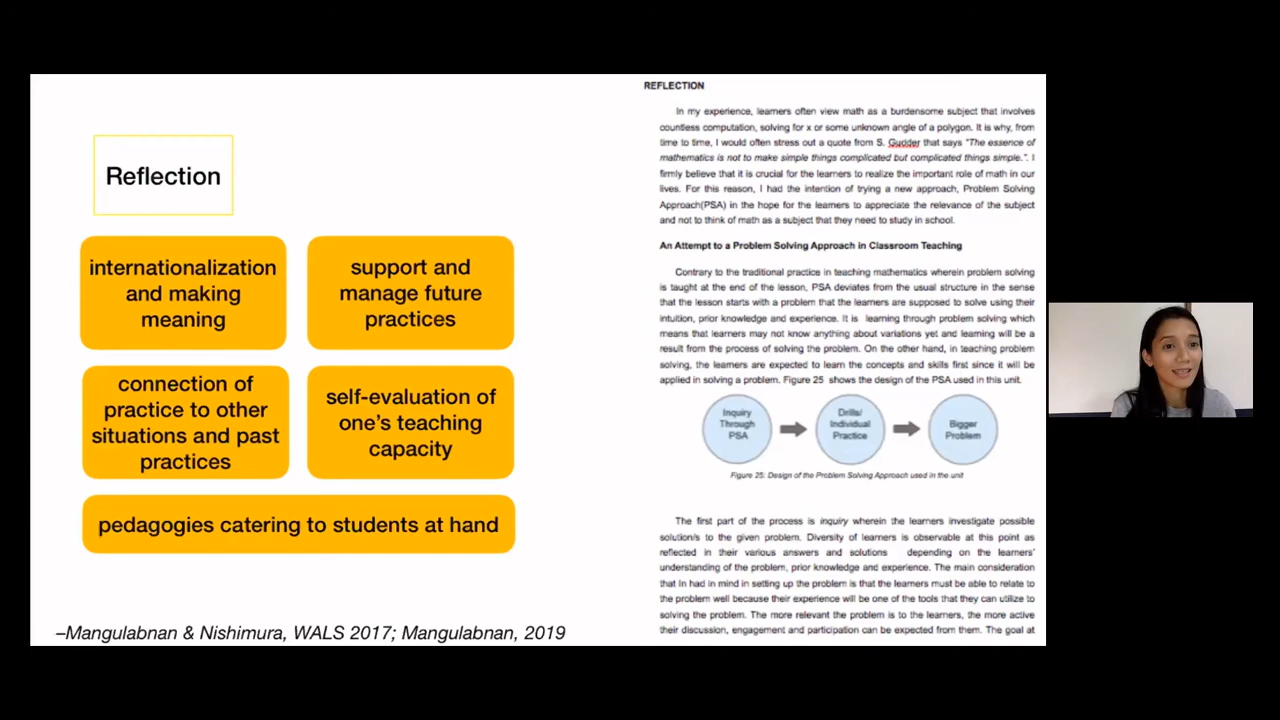 Reflection
internationalization
and making
meaning
support and
manage future
practices
connection of
practice to other
situations and past
practices
self-evaluation of
one's teaching
capacity
pedagogies catering to students at hand
–Mangulabnan & Nishimura, WALS 2017; Mangulabnan, 2019
REFLECTION
In my experience, learners often view math as a burdensome subject that involves
countless computation, solving for x or some unknown angle of a polygon. It is why, from
time to time, I would often stress out a quote from S. Gudder that says "The essence of
mathematics is not to make simple things complicated but complicated things simple.". I
firmly believe that it is crucial for the learners to realize the important role of math in our
lives. For this reason, I had the intention of trying a new approach, Problem Solving
Approach(PSA) in the hope for the learners to appreciate the relevance of the subject
and not to think of math as a subject that they need to study in school.
An Attempt to a Problem Solving Approach in Classroom Teaching
Contrary to the traditional practice in teaching mathematics wherein problem solving
is taught at the end of the lesson, PSA deviates from the usual structure in the sense
that the lesson starts with a problem that the learners are supposed to solve using their
intuition, prior knowledge and experience. It is learning through problem solving which
means that learners may not know anything about variations yet and learning will be a
result from the process of solving the problem. On the other hand, in teaching problem
solving, the learners are expected to learn the concepts and skills first since it will be
applied in solving a problem. Figure 25 shows the design of the PSA used in this unit.
Inquiry
Through
PSA
Drills/
Individual
Practice
Bigger
Problem
Figure 25: Design of the Problem Solving Approach used in the unit
The first part of the process is inquiry wherein the learners investigate possible
solution/s to the given problem. Diversity of learners is observable at this point as
reflected in their various answers and solutions depending on the learners'
understanding of the problem, prior knowledge and experience. The main consideration
that In had in mind in setting up the problem is that the learners must be able to relate to
the problem well because their experience will be one of the tools that they can utilize to
solving the problem. The more relevant the problem is to the learners, the more active
their discussion, engagement and participation can be expected from them. The goal at